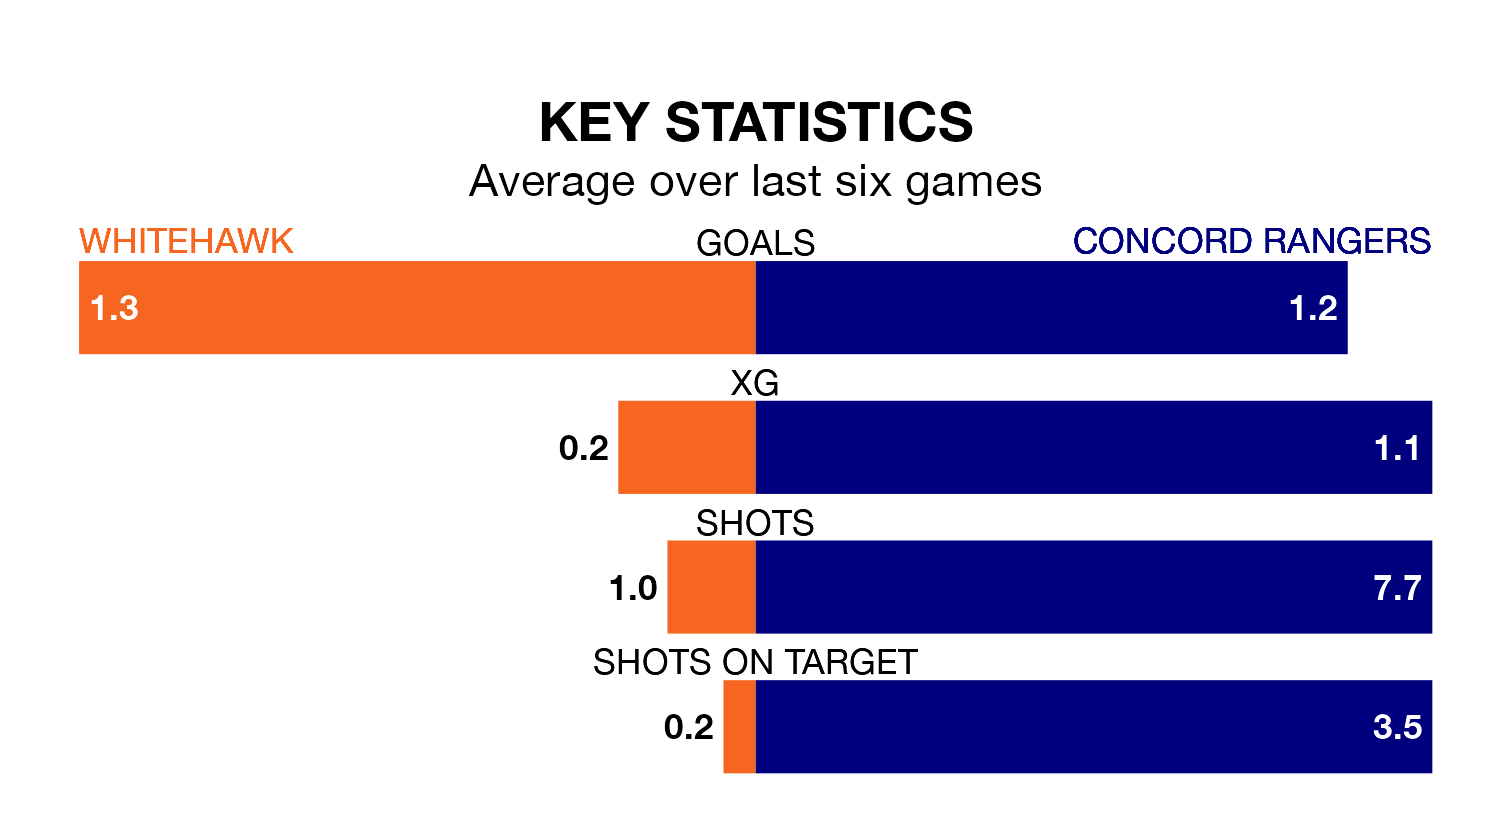 KEY STATISTICS
Average over last six games
WHITEHAWK GOALS CONCORD RANGERS
1.3 1.2
XG
0.2 1.1
SHOTS
1.0 7.7
SHOTS ON TARGET
0.2 3.5